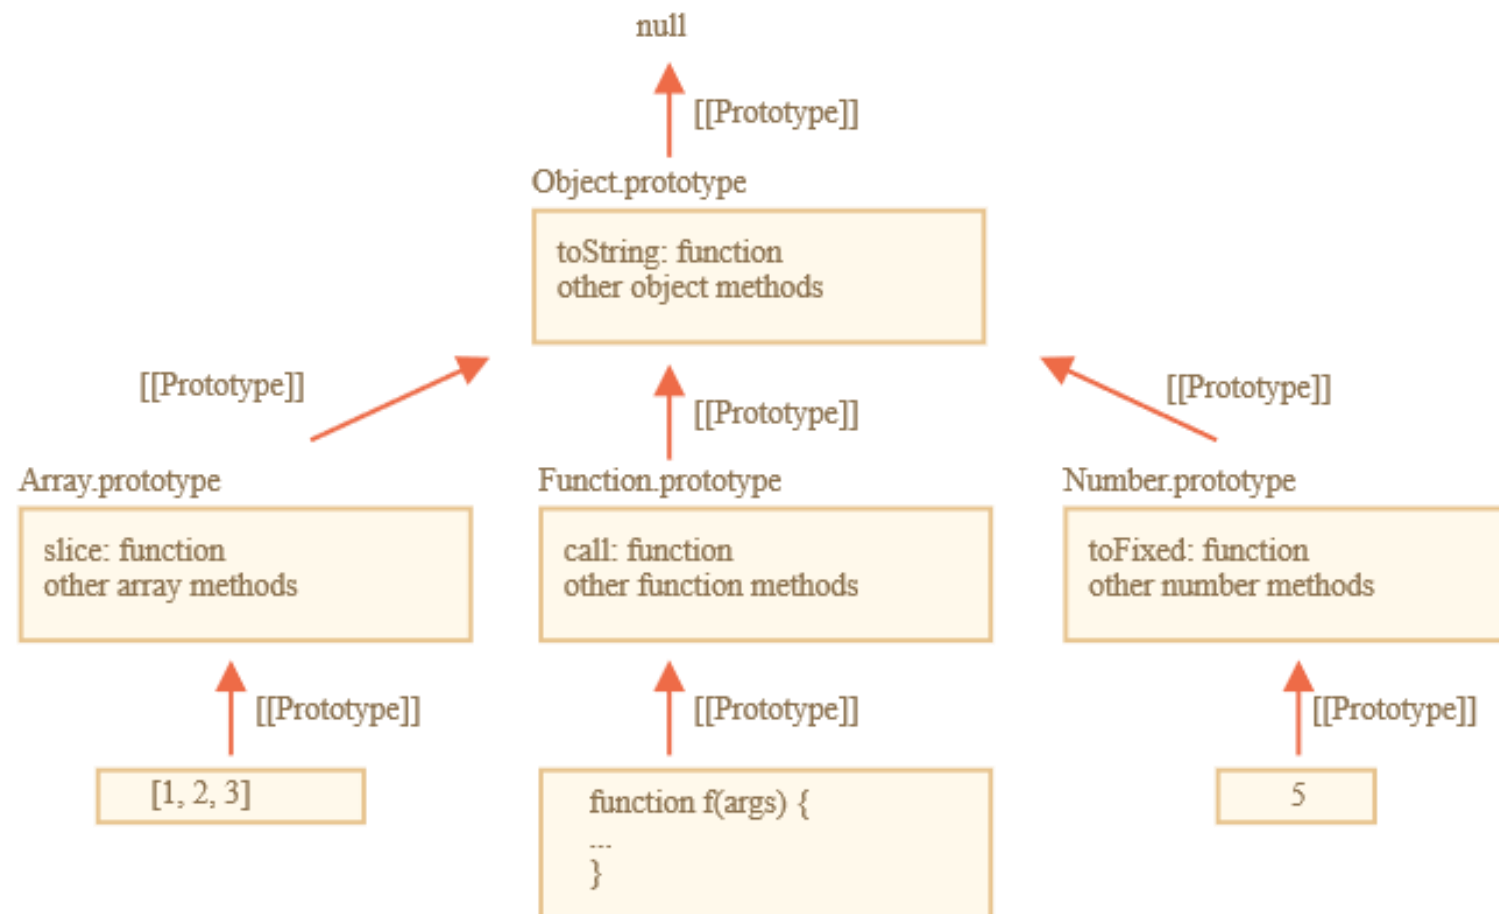 null
[[Prototype]]
Object.prototype
toString: function
other object methods
[[Prototype]]
[[Prototype]]
[[Prototype]]
Array.prototype
slice: function
other array methods
Function.prototype
call: function
other function methods
Number.prototype
toFixed: function
other number methods
[[Prototype]]
[[Prototype]]
[[Prototype]]
[1, 2, 3]
function f(args) {
...
}
5